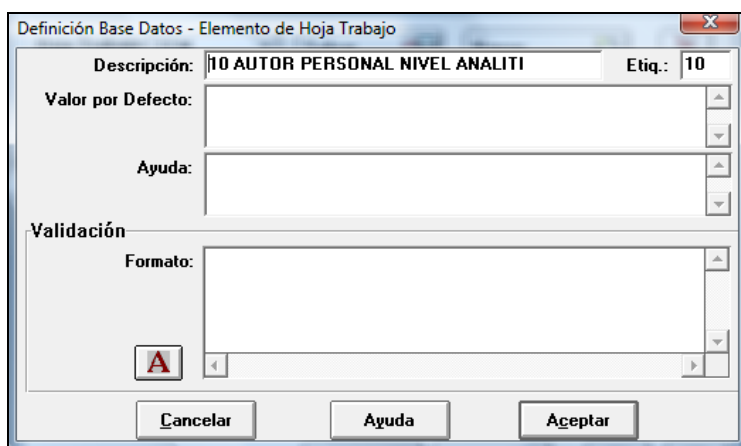 Definición Base Datos - Elemento de Hoja Trabajo
Descripción: 10 AUTOR PERSONAL NIVEL ANALITI Etiq.: 10
Valor por Defecto:
Ayuda:
Validación
Formato:
A
Cancelar Ayuda Aceptar